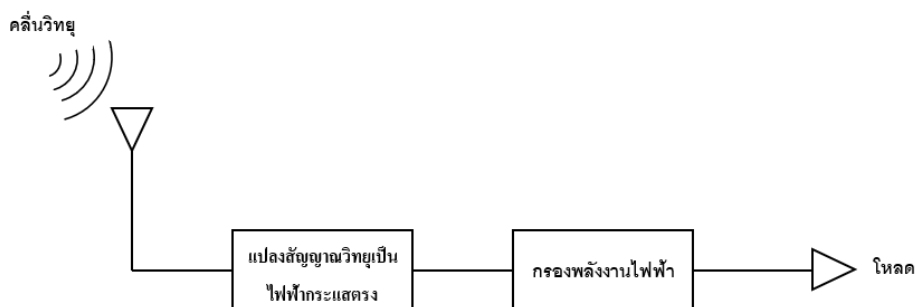 คลื่นวิทยุ
แปลงสัญญาณวิทยุเป็น
ไฟฟ้ากระแสตรง
กรองพลังงานไฟฟ้า
โหลด